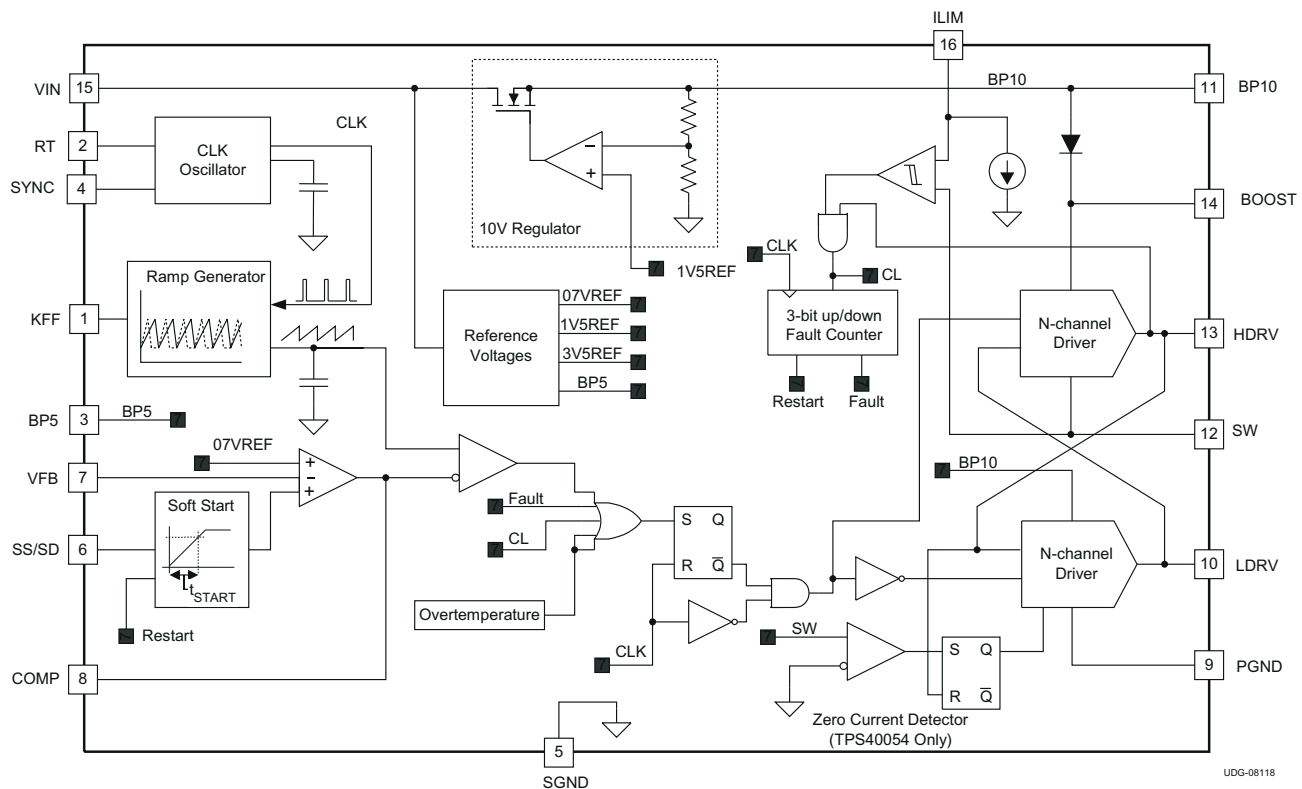 ILIM
16
VIN
15
BP10
11
BP10
RT
2
CLK
Oscillator
CLK
SYNC
4
10V Regulator
14
BOOST
1V5REF
CLK
CL
3-bit up/down
Fault Counter
Restart
Fault
Ramp Generator
KFF
1
Reference
Voltages
07VREF
1V5REF
3V5REF
BP5
N-channel
Driver
13
HDRV
BP5
3
BP5
12
SW
07VREF
VFB
7
BP10
Soft Start
tSTART
SS/SD
6
Restart
Fault
CL
Overtemperature
S
Q
R
Q̅
CLK
N-channel
Driver
10
LDRV
SW
S
Q
R
Q̅
Zero Current Detector
(TPS40054 Only)
9
PGND
COMP
8
5
SGND
UDG-08118